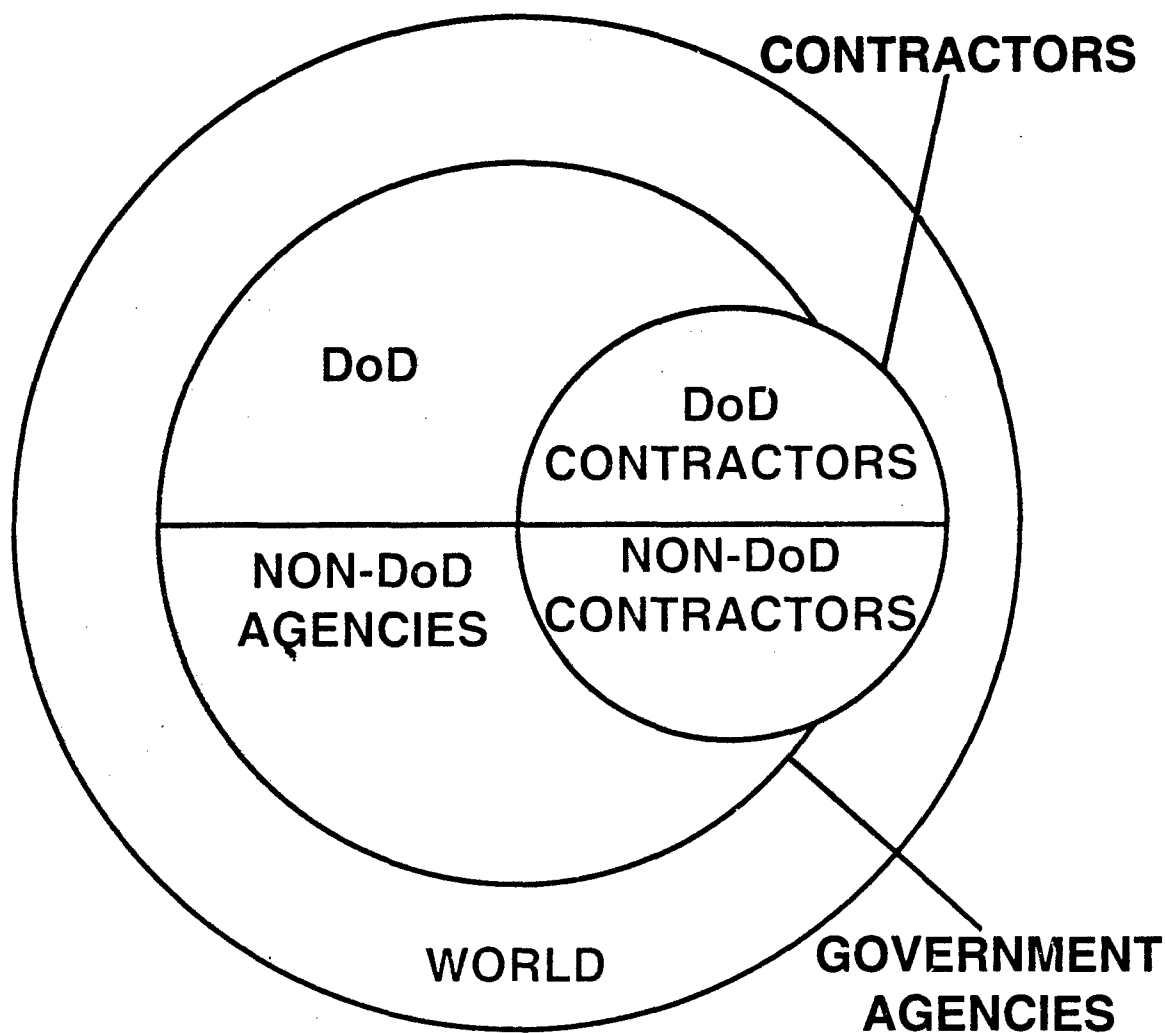 CONTRACTORS
DoD
DoD
CONTRACTORS
NON-DoD
AGENCIES
NON-DoD
CONTRACTORS
WORLD
GOVERNMENT
AGENCIES